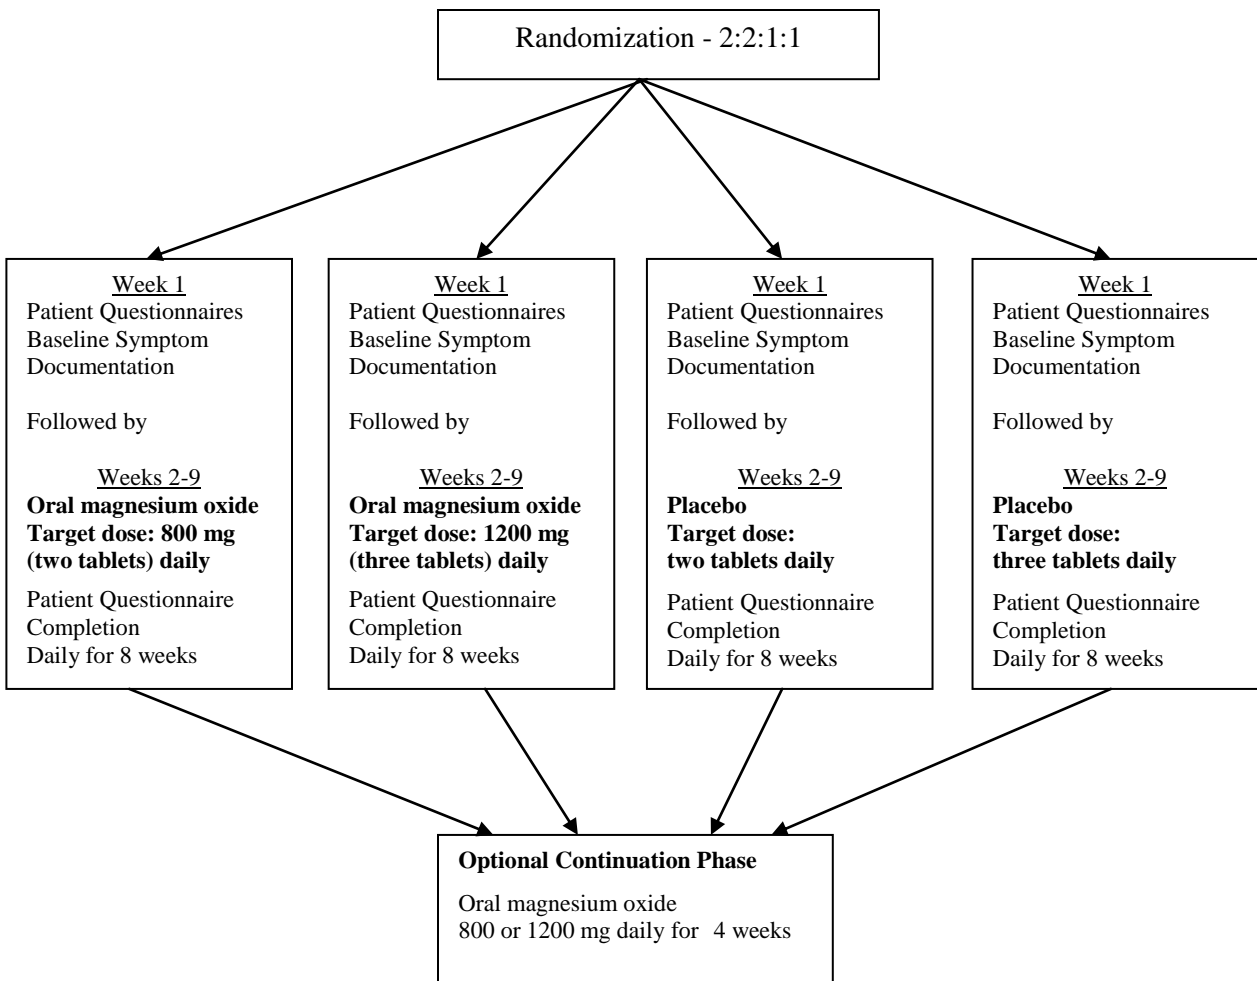 Randomization - 2:2:1:1
Week 1
Patient Questionnaires
Baseline Symptom
Documentation
Followed by
Weeks 2-9
Oral magnesium oxide
Target dose: 800 mg
(two tablets) daily
Patient Questionnaire
Completion
Daily for 8 weeks
Week 1
Patient Questionnaires
Baseline Symptom
Documentation
Followed by
Weeks 2-9
Oral magnesium oxide
Target dose: 1200 mg
(three tablets) daily
Patient Questionnaire
Completion
Daily for 8 weeks
Week 1
Patient Questionnaires
Baseline Symptom
Documentation
Followed by
Weeks 2-9
Placebo
Target dose:
two tablets daily
Patient Questionnaire
Completion
Daily for 8 weeks
Week 1
Patient Questionnaires
Baseline Symptom
Documentation
Followed by
Weeks 2-9
Placebo
Target dose:
three tablets daily
Patient Questionnaire
Completion
Daily for 8 weeks
Optional Continuation Phase
Oral magnesium oxide
800 or 1200 mg daily for 4 weeks